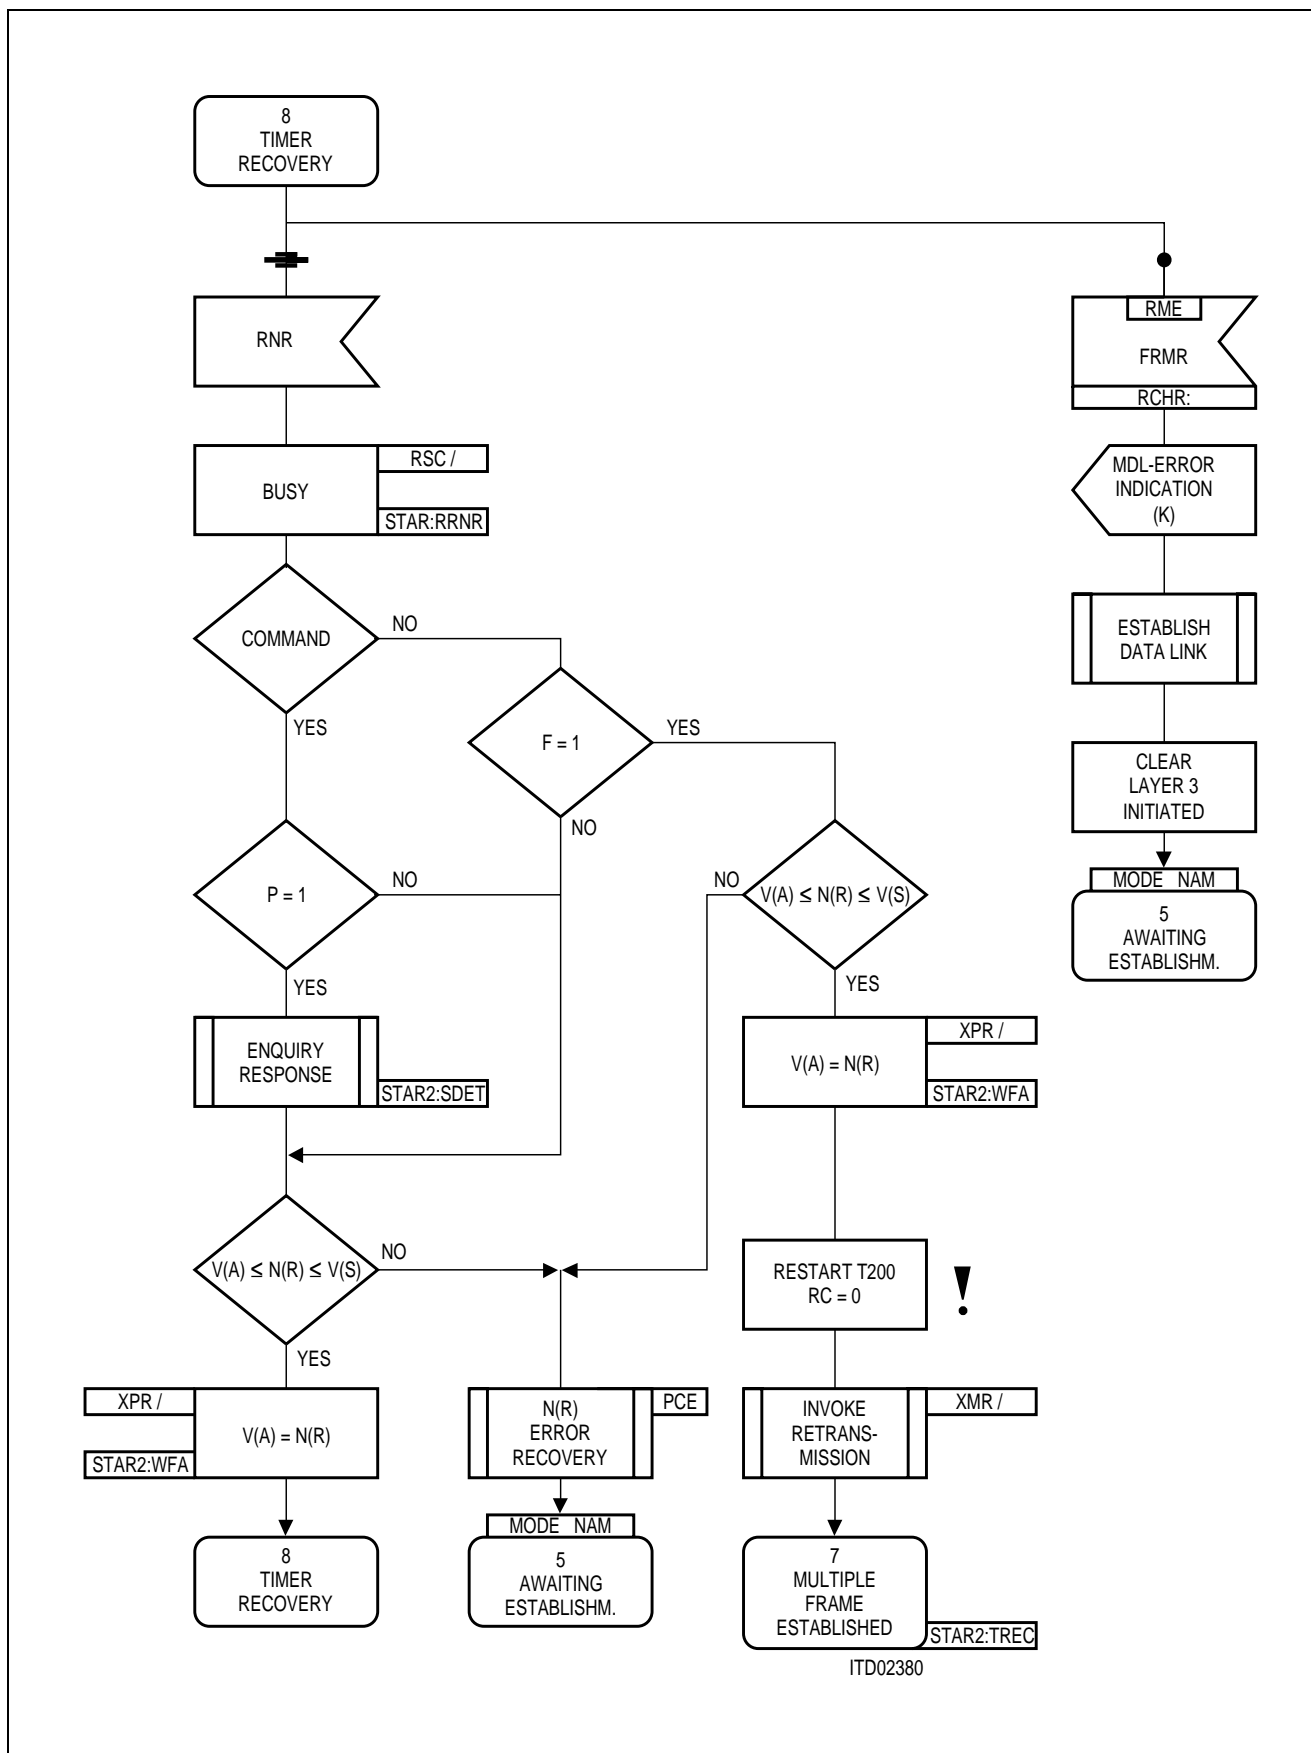 8
TIMER
RECOVERY
RNR
RME
FRMR
RCHR:
BUSY
RSC /
STAR:RRNR
MDL-ERROR
INDICATION
(K)
COMMAND
NO
YES
ESTABLISH
DATA LINK
F = 1
YES
NO
CLEAR
LAYER 3
INITIATED
P = 1
NO
YES
NO
V(A) ≤ N(R) ≤ V(S)
YES
MODE NAM
5
AWAITING
ESTABLISHM.
ENQUIRY
RESPONSE
STAR2:SDET
V(A) = N(R)
XPR /
STAR2:WFA
V(A) ≤ N(R) ≤ V(S)
NO
YES
RESTART T200
RC = 0
!
XPR /
STAR2:WFA
V(A) = N(R)
N(R)
ERROR
RECOVERY
PCE
INVOKE
RETRANS-
MISSION
XMR /
8
TIMER
RECOVERY
MODE NAM
5
AWAITING
ESTABLISHM.
7
MULTIPLE
FRAME
ESTABLISHED
STAR2:TREC
ITD02380